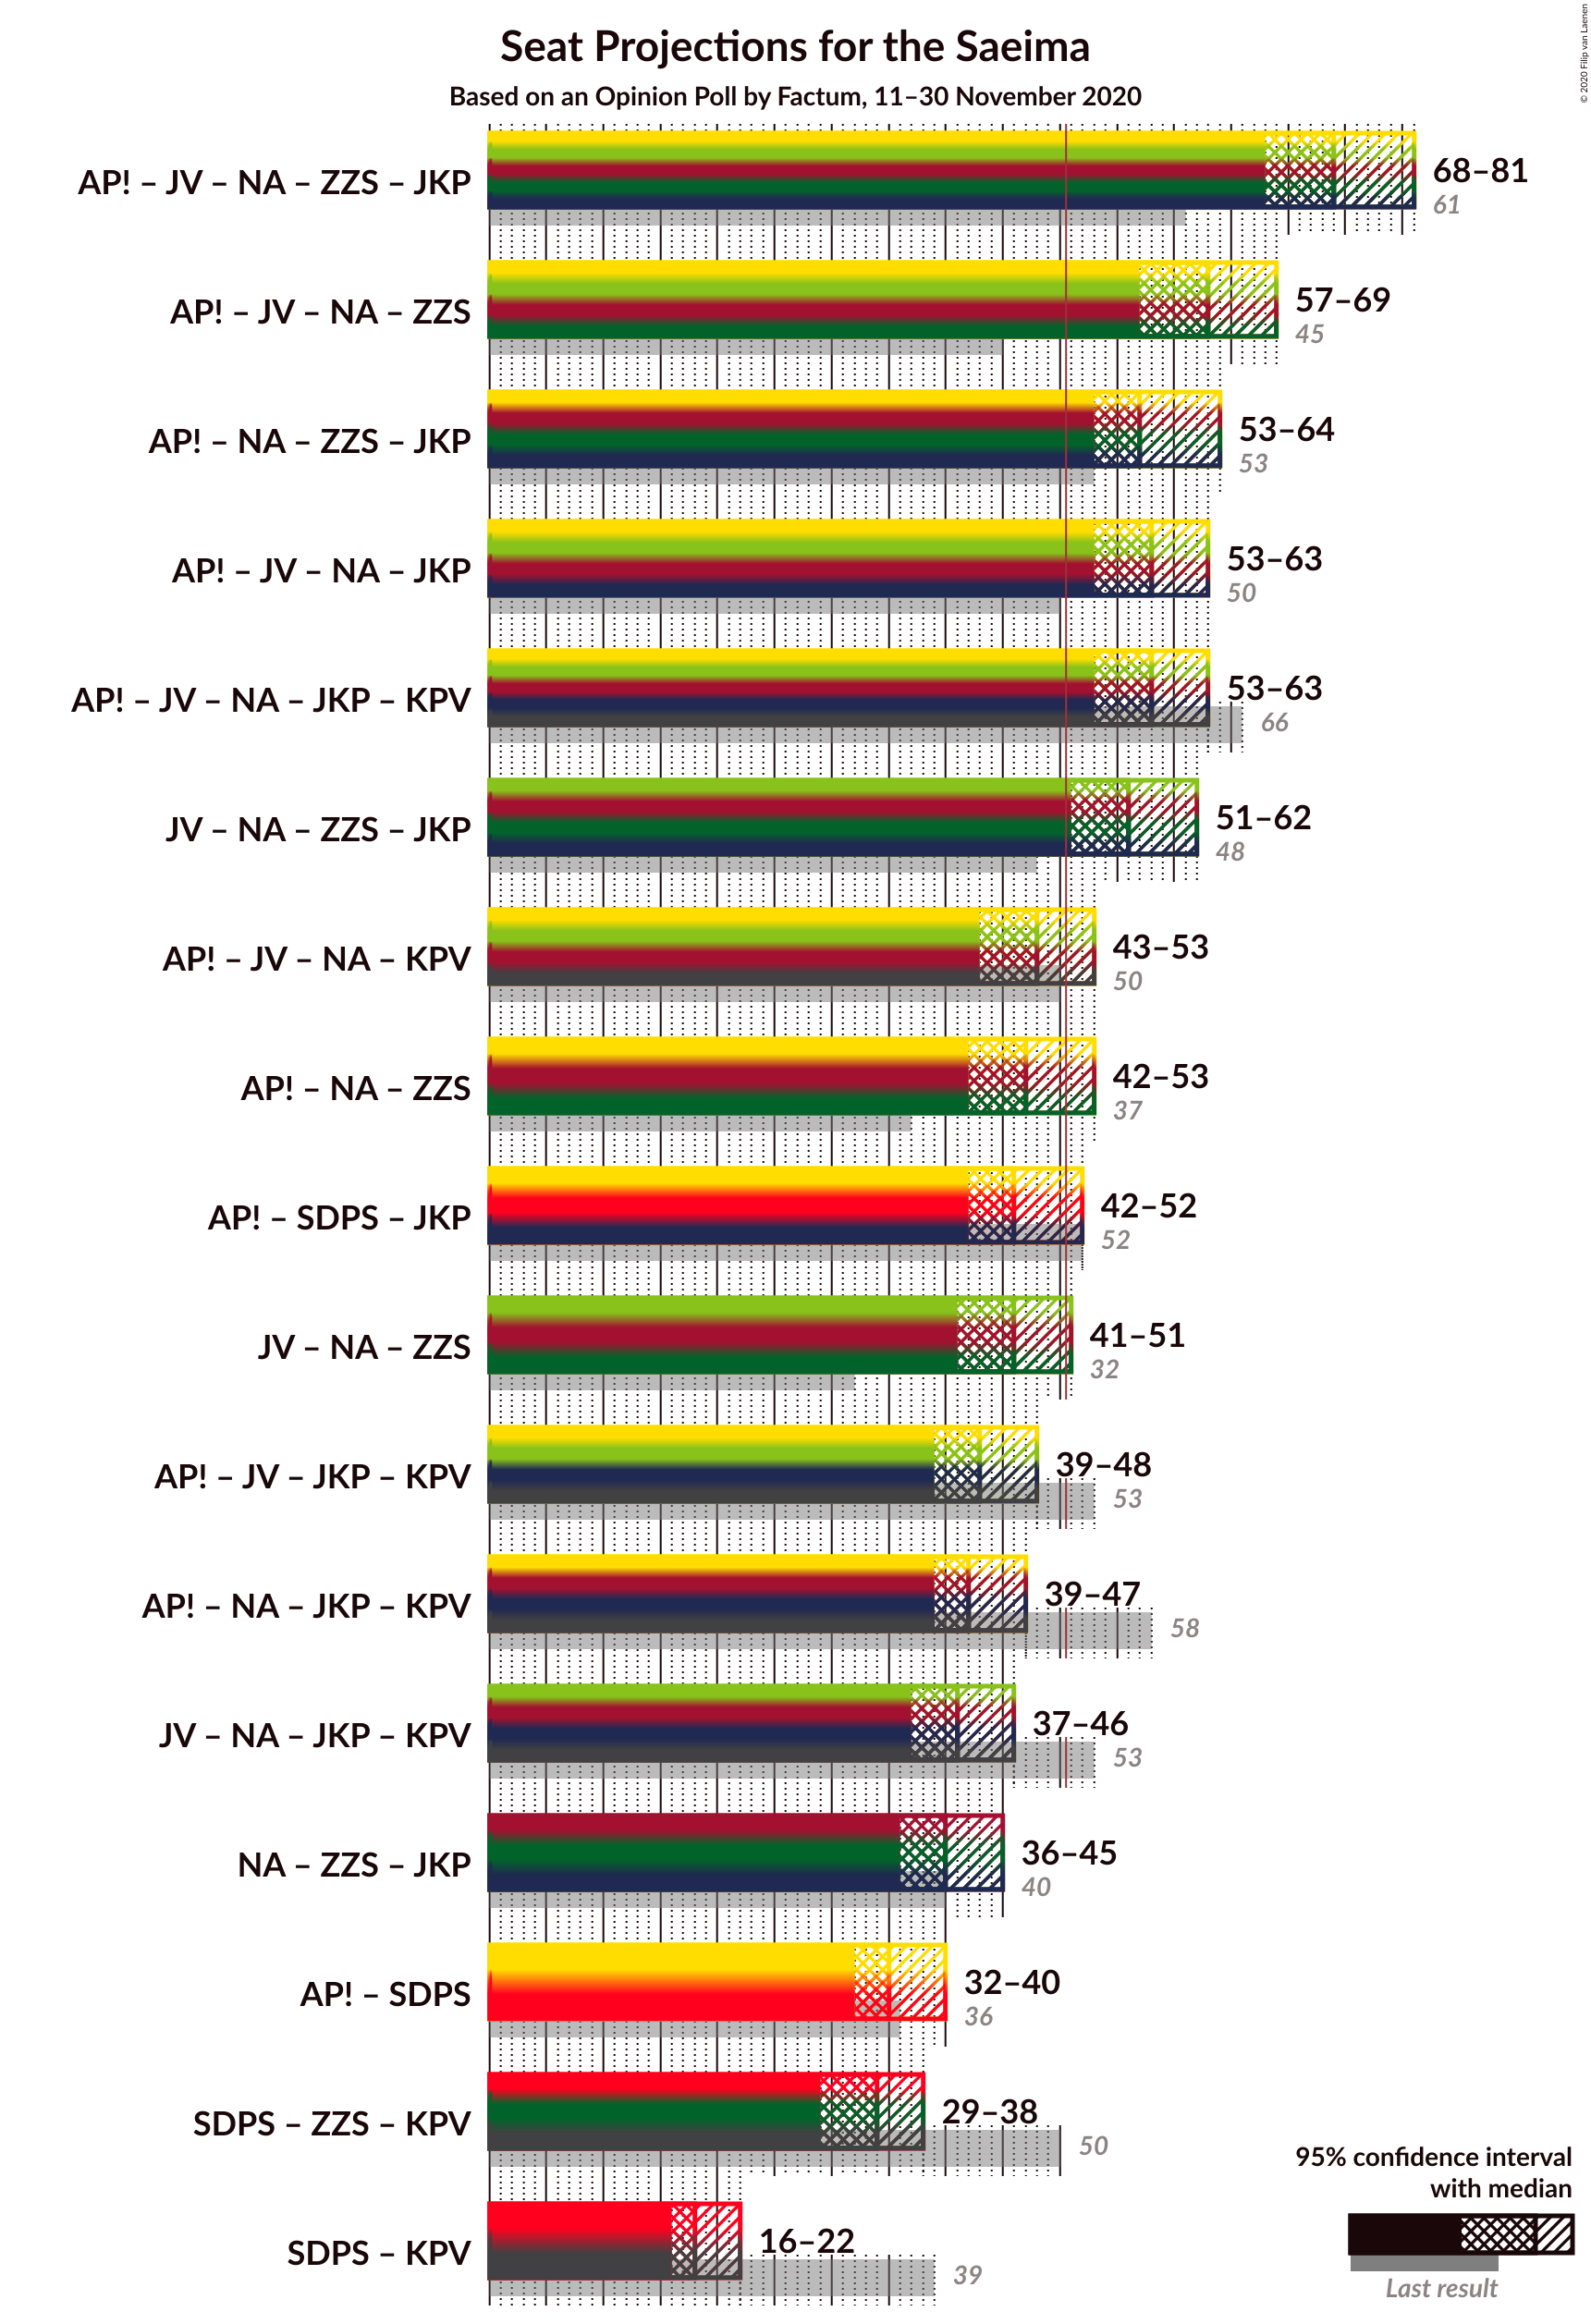 Seat Projections for the Saeima
Based on an Opinion Poll by Factum, 11–30 November 2020
© 2020 Filip van Laenen
AP! – JV – NA – ZZS – JKP
68–81
61
AP! – JV – NA – ZZS
57–69
45
AP! – NA – ZZS – JKP
53–64
53
AP! – JV – NA – JKP
53–63
50
AP! – JV – NA – JKP – KPV
53–63
66
JV – NA – ZZS – JKP
51–62
48
AP! – JV – NA – KPV
43–53
50
AP! – NA – ZZS
42–53
37
AP! – SDPS – JKP
42–52
52
JV – NA – ZZS
41–51
32
AP! – JV – JKP – KPV
39–48
53
AP! – NA – JKP – KPV
39–47
58
JV – NA – JKP – KPV
37–46
53
NA – ZZS – JKP
36–45
40
AP! – SDPS
32–40
36
SDPS – ZZS – KPV
29–38
50
SDPS – KPV
16–22
39
95% confidence interval
with median
Last result